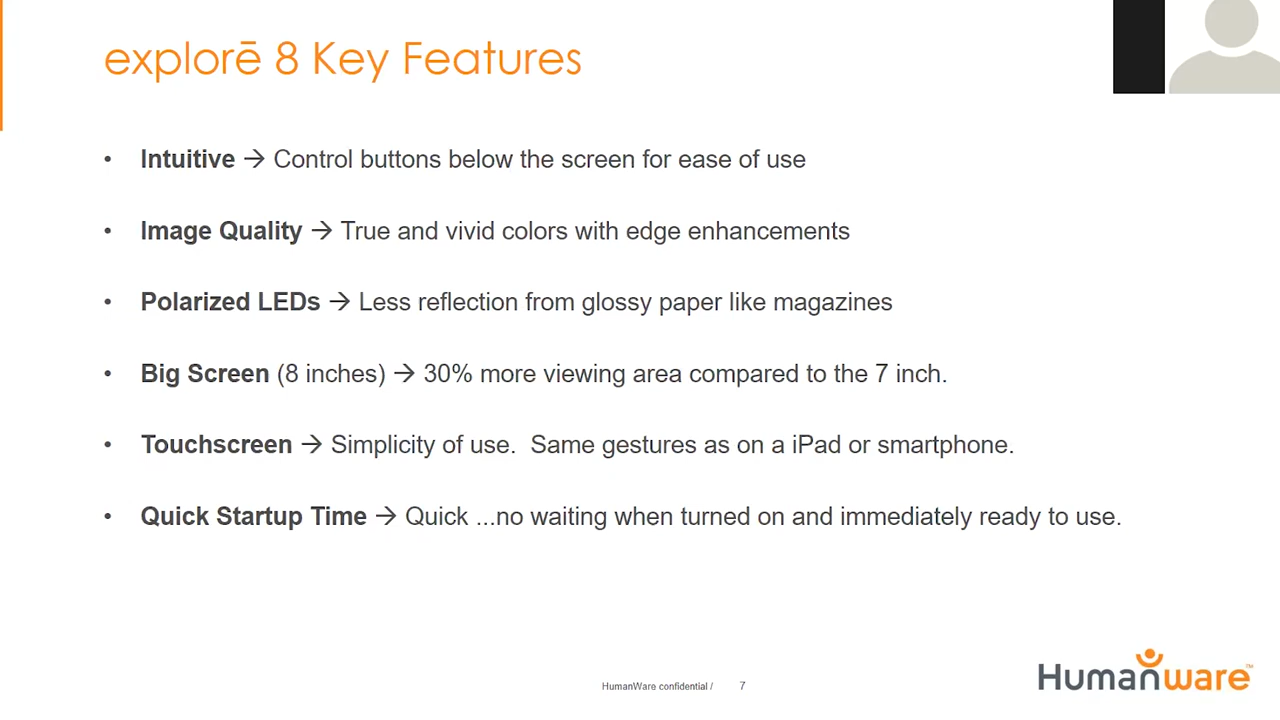 explorē 8 Key Features
• Intuitive → Control buttons below the screen for ease of use
• Image Quality → True and vivid colors with edge enhancements
• Polarized LEDs → Less reflection from glossy paper like magazines
• Big Screen (8 inches) → 30% more viewing area compared to the 7 inch.
• Touchscreen → Simplicity of use.  Same gestures as on a iPad or smartphone.
• Quick Startup Time → Quick ...no waiting when turned on and immediately ready to use.
HumanWare confidential / 7
Humanware™